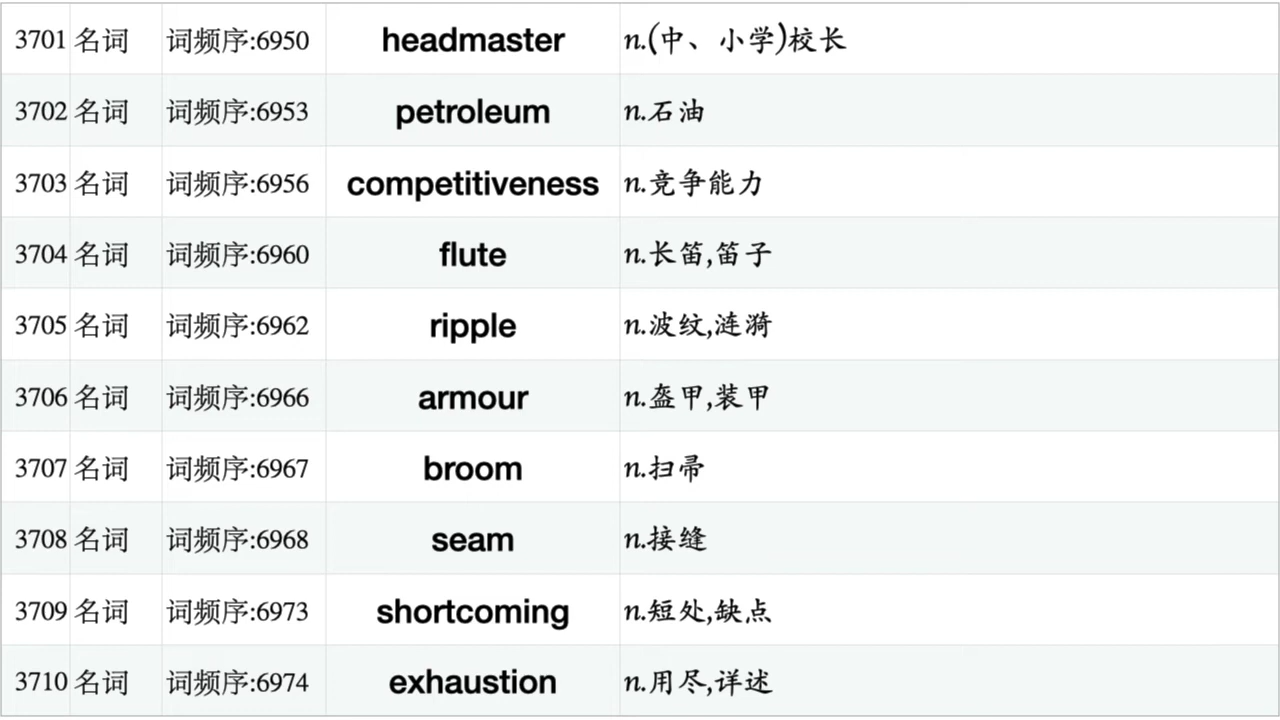 3701 名词 词频序:6950 headmaster n.(中、小学)校长
3702 名词 词频序:6953 petroleum n.石油
3703 名词 词频序:6956 competitiveness n.竞争能力
3704 名词 词频序:6960 flute n.长笛,笛子
3705 名词 词频序:6962 ripple n.波纹,涟漪
3706 名词 词频序:6966 armour n.盔甲,装甲
3707 名词 词频序:6967 broom n.扫帚
3708 名词 词频序:6968 seam n.接缝
3709 名词 词频序:6973 shortcoming n.短处,缺点
3710 名词 词频序:6974 exhaustion n.用尽,详述